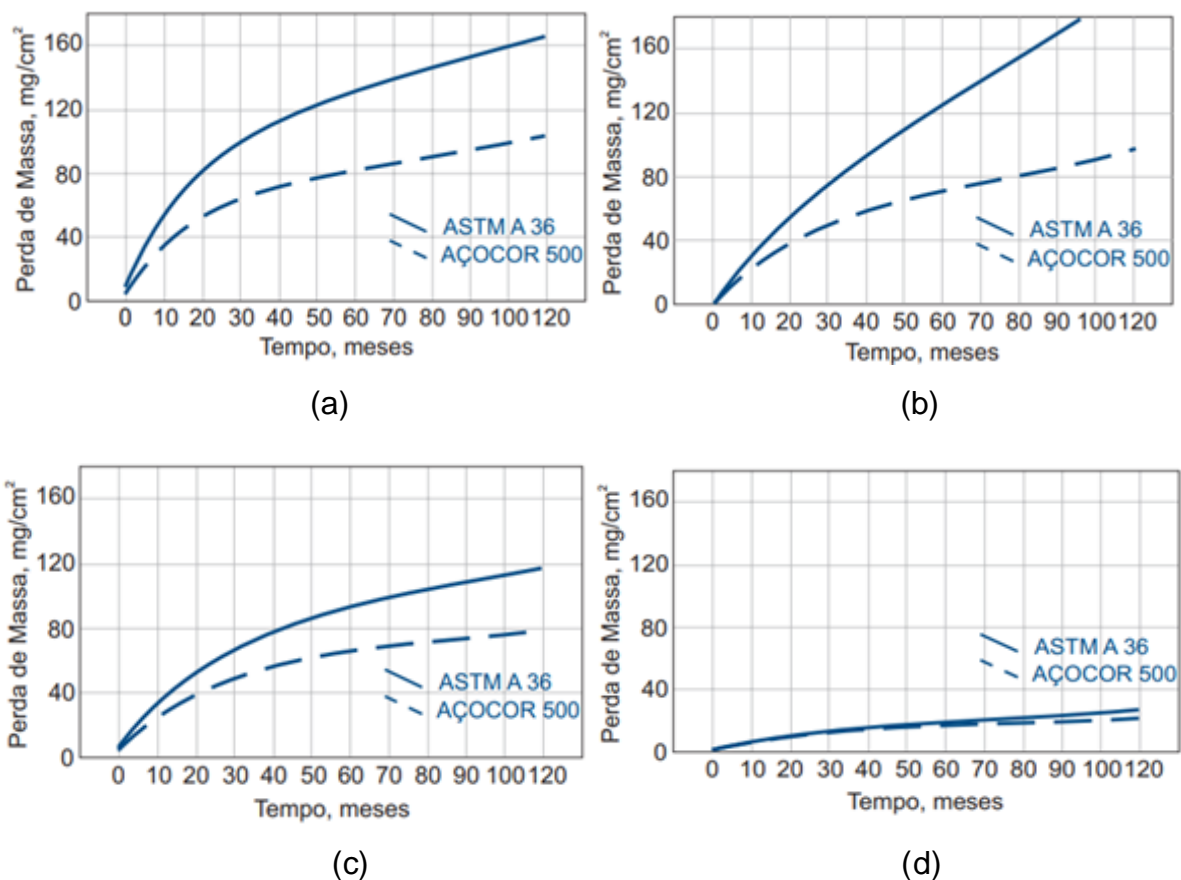 Perda de Massa, mg/cm²
160
120
80
40
0
ASTM A 36
AÇOCOR 500
0 10 20 30 40 50 60 70 80 90 100 120
Tempo, meses
(a)
Perda de Massa, mg/cm²
160
120
80
40
0
ASTM A 36
AÇOCOR 500
0 10 20 30 40 50 60 70 80 90 100 120
Tempo, meses
(b)
Perda de Massa, mg/cm²
160
120
80
40
0
ASTM A 36
AÇOCOR 500
0 10 20 30 40 50 60 70 80 90 100 120
Tempo, meses
(c)
Perda de Massa, mg/cm²
160
120
80
40
0
ASTM A 36
AÇOCOR 500
0 10 20 30 40 50 60 70 80 90 100 120
Tempo, meses
(d)